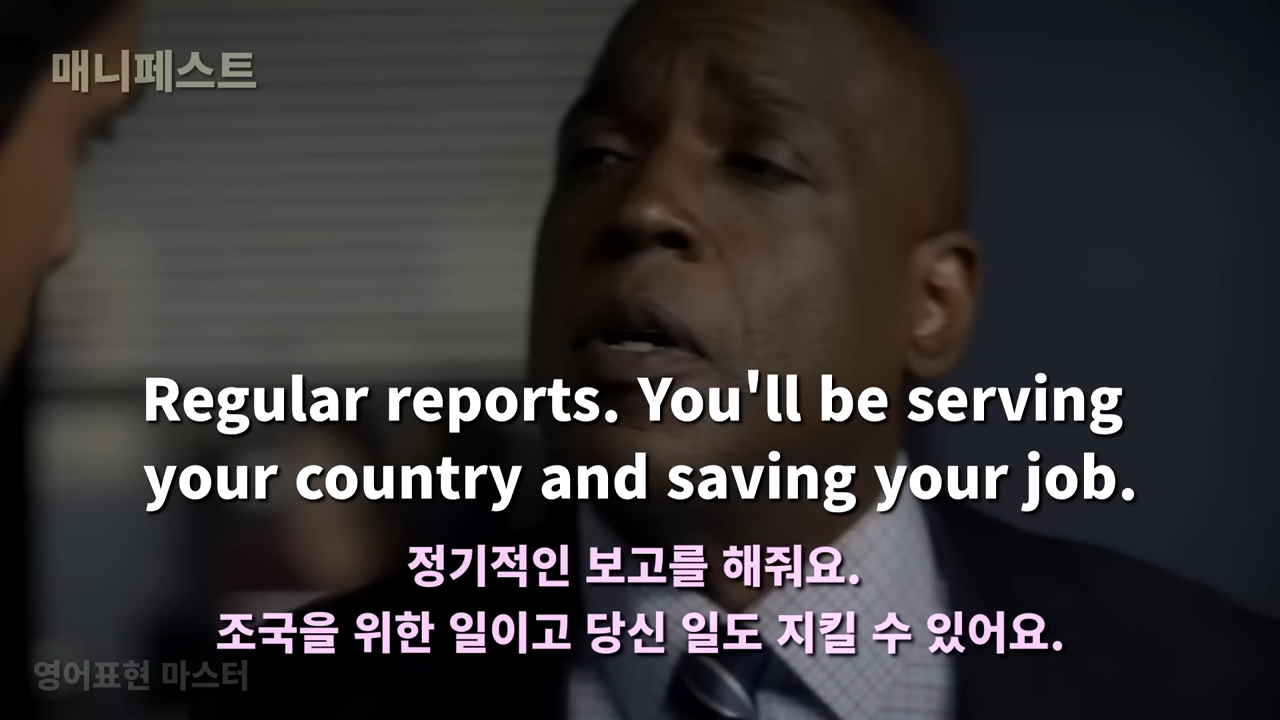 매니페스트
Regular reports. You'll be serving
your country and saving your job.
정기적인 보고를 해줘요.
조국을 위한 일이고 당신 일도 지킬 수 있어요.
영어표현 마스터